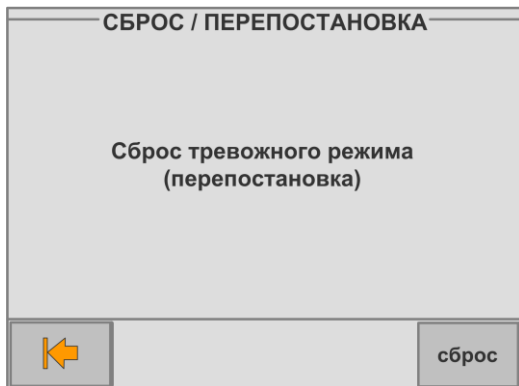 СБРОС / ПЕРЕПОСТАНОВКА
Сброс тревожного режима
(перепостановка)
сброс